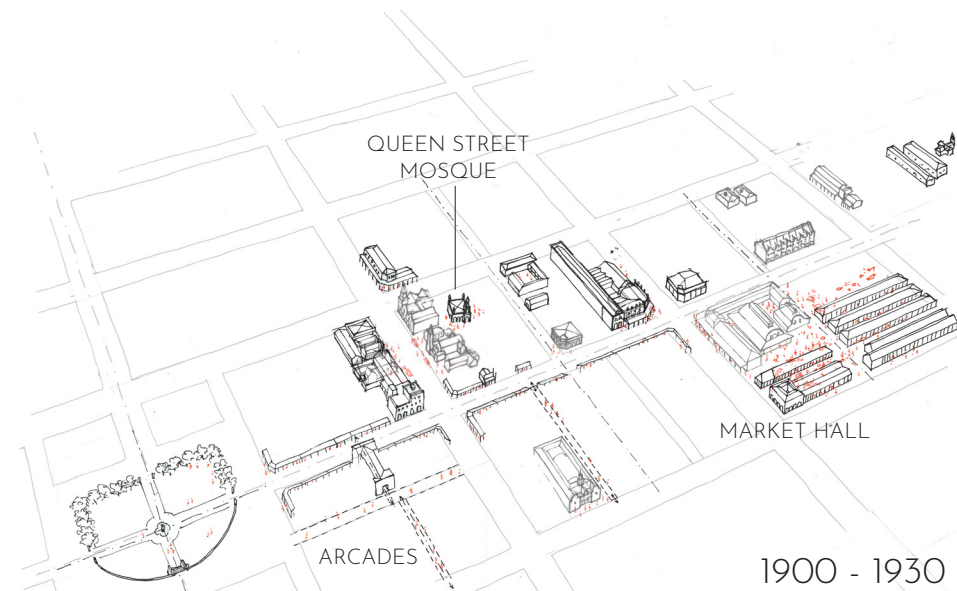 QUEEN STREET
MOSQUE
MARKET HALL
ARCADES
1900 - 1930